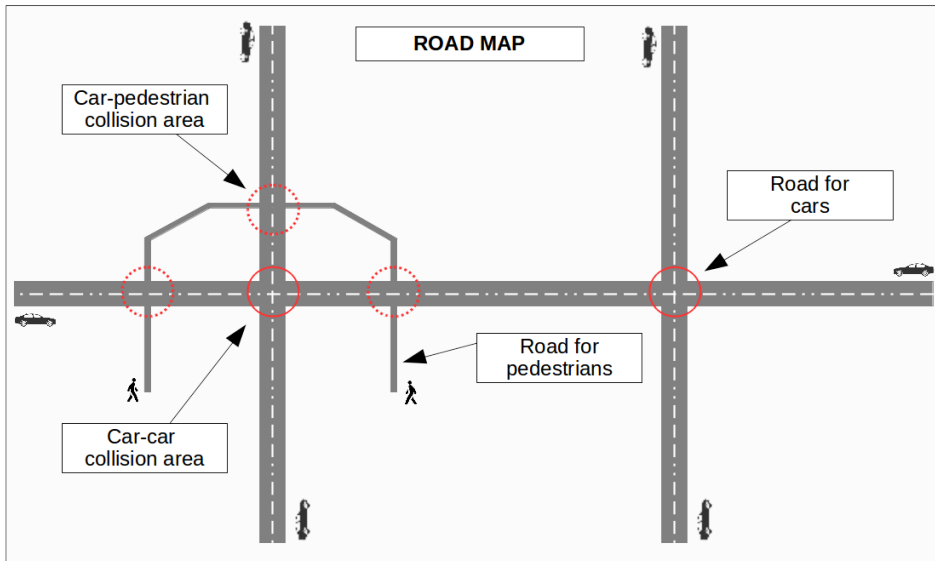 ROAD MAP
Car-pedestrian
collision area
Road for
cars
Road for
pedestrians
Car-car
collision area